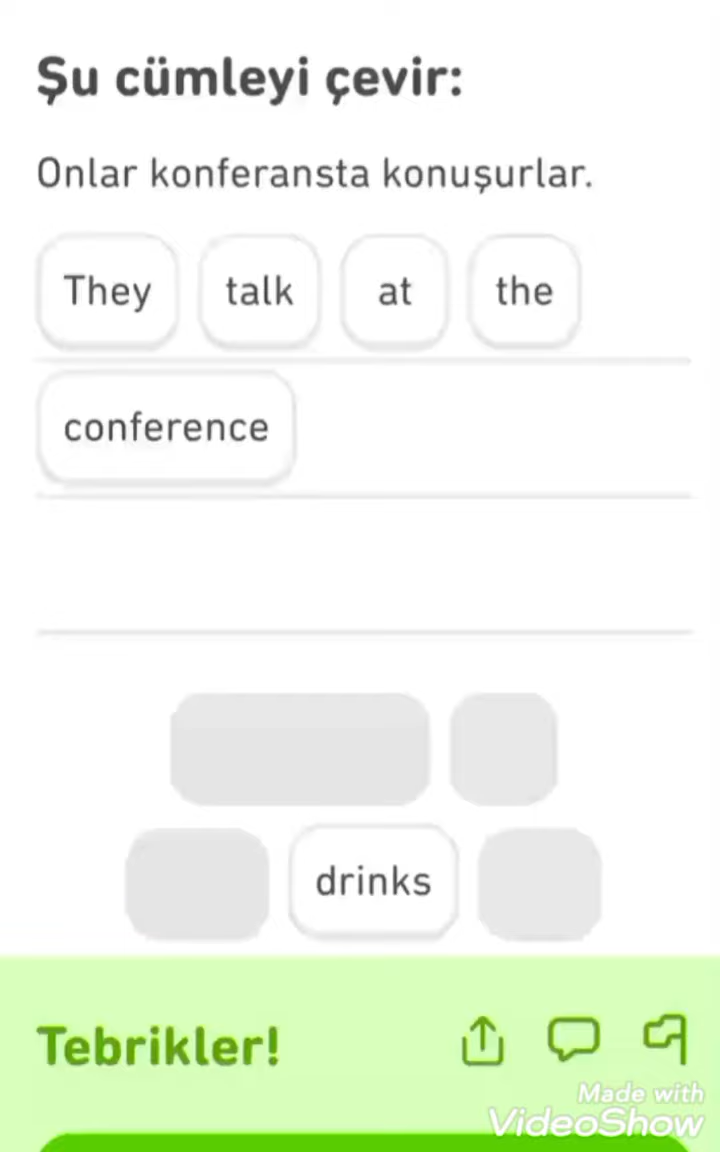 Şu cümleyi çevir:
Onlar konferansta konuşurlar.
They talk at the
conference
drinks
Tebrikler!
Made with
VideoShow